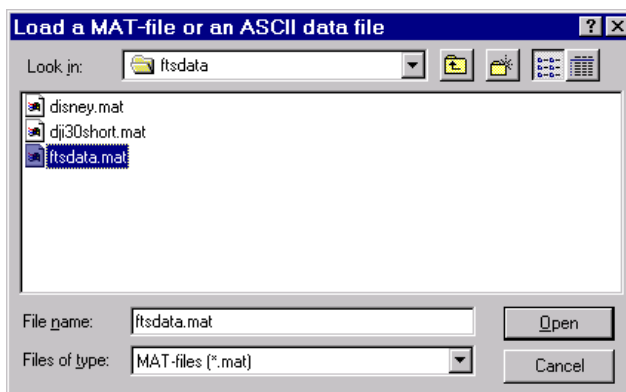 Load a MAT-file or an ASCII data file
Look in: ftsdata
disney.mat
dji30short.mat
ftsdata.mat
File name: ftsdata.mat Open
Files of type: MAT-files (*.mat) Cancel